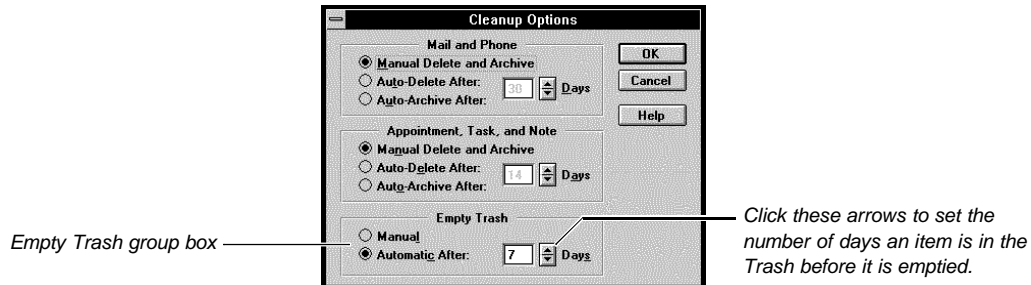 Cleanup Options
Mail and Phone
Manual Delete and Archive
Auto-Delete After:
30
Days
Auto-Archive After:
OK
Cancel
Help
Appointment, Task, and Note
Manual Delete and Archive
Auto-Delete After:
14
Days
Auto-Archive After:
Empty Trash
Manual
Automatic After:
7
Days
Empty Trash group box
Click these arrows to set the
number of days an item is in the
Trash before it is emptied.